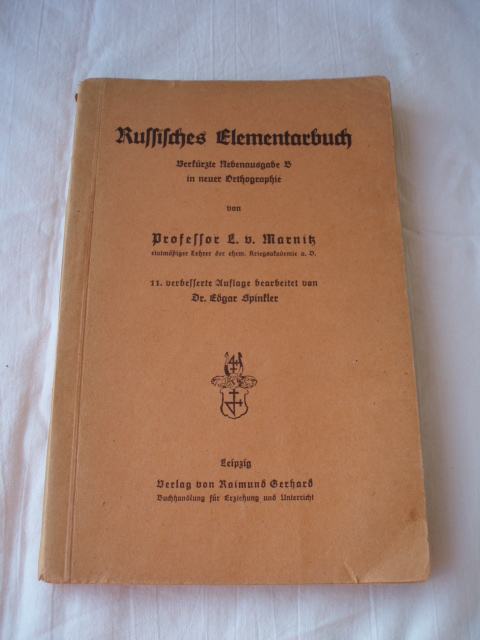 Russisches Elementarbuch
Verkürzte Nebenausgabe B
in neuer Orthographie
von
Professor L. v. Marnitz
etatmäßiger Lehrer der ehem. Kriegsakademie a. D.
11. verbesserte Auflage bearbeitet von
Dr. Edgar Spinkler
Leipzig
Verlag von Raimund Gerhard
Buchhandlung für Erziehung und Unterricht